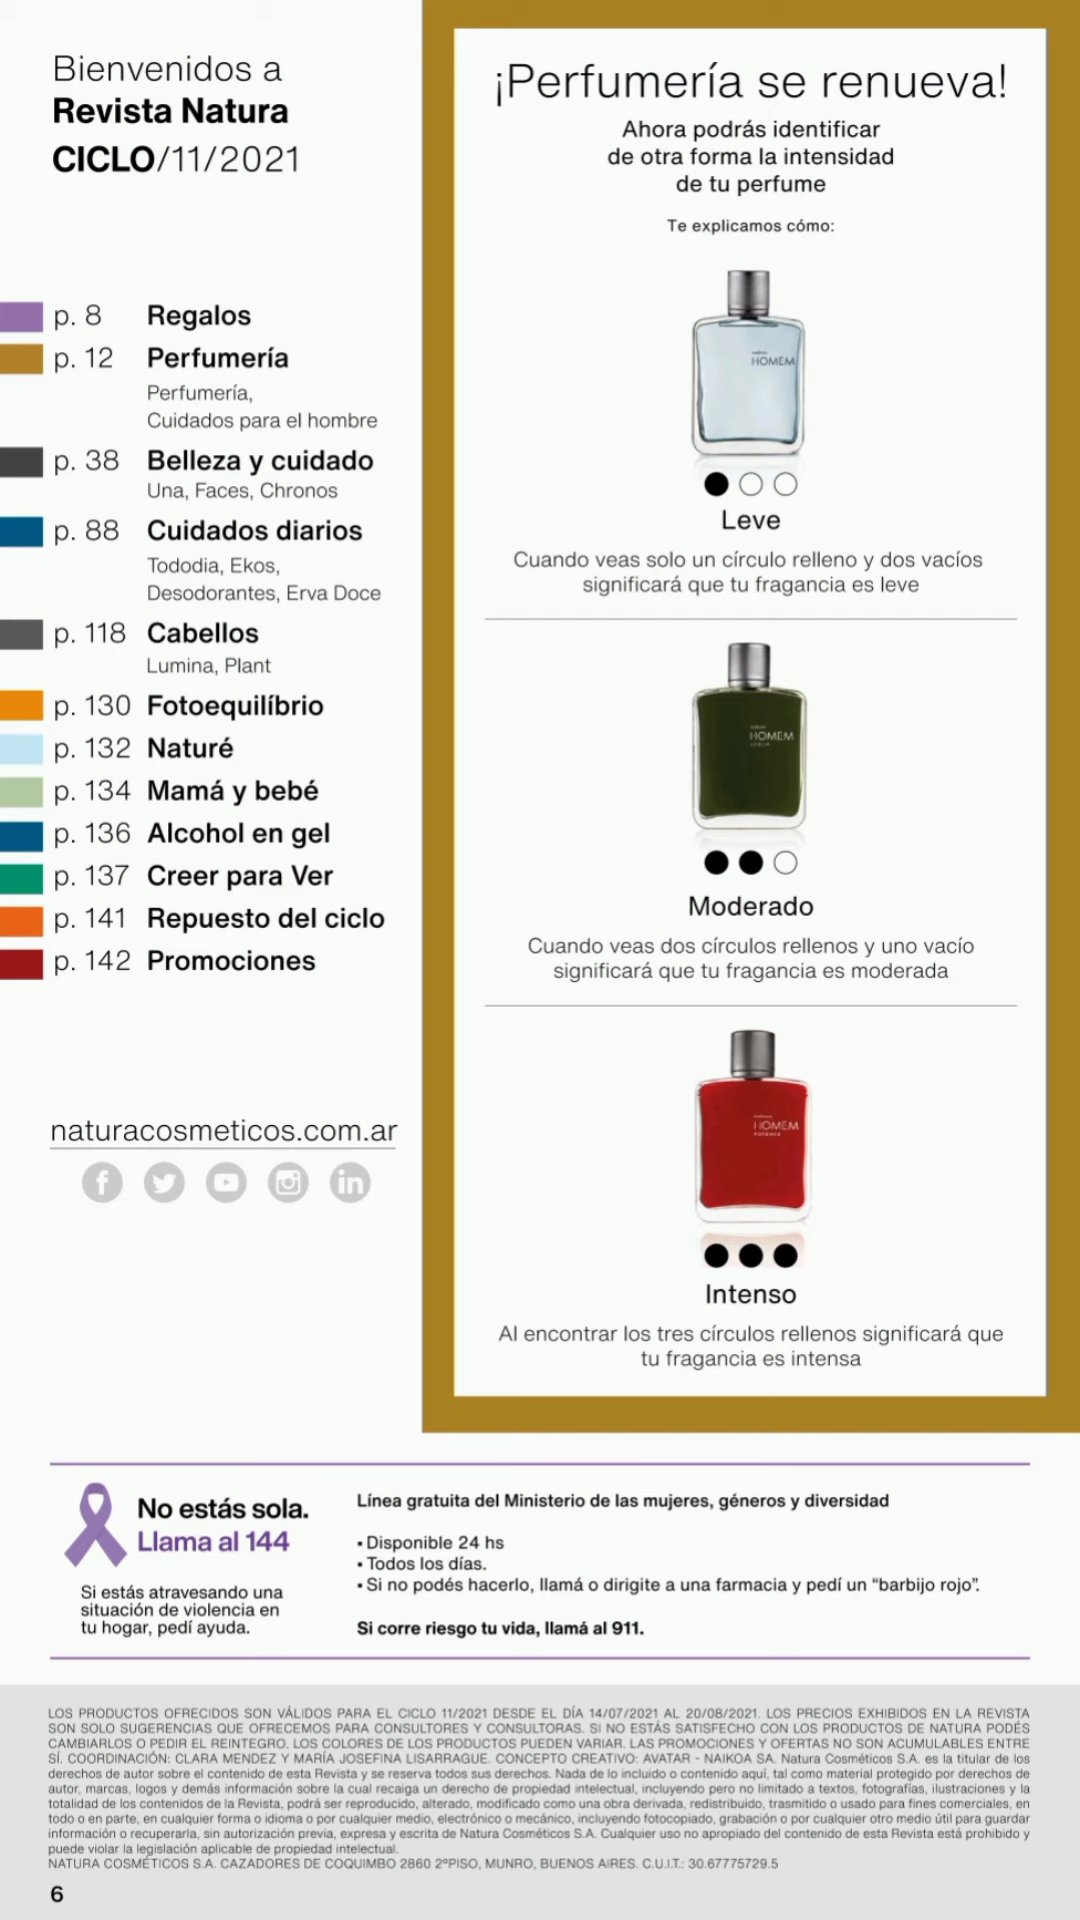 Bienvenidos a
Revista Natura
CICLO/11/2021
p. 8 Regalos
p. 12 Perfumería
Perfumería,
Cuidados para el hombre
p. 38 Belleza y cuidado
Una, Faces, Chronos
p. 88 Cuidados diarios
Tododia, Ekos,
Desodorantes, Erva Doce
p. 118 Cabellos
Lumina, Plant
p. 130 Fotoequilíbrio
p. 132 Naturé
p. 134 Mamá y bebé
p. 136 Alcohol en gel
p. 137 Creer para Ver
p. 141 Repuesto del ciclo
p. 142 Promociones
naturacosmeticos.com.ar
¡Perfumería se renueva!
Ahora podrás identificar
de otra forma la intensidad
de tu perfume
Te explicamos cómo:
HOMEM
Leve
Cuando veas solo un círculo relleno y dos vacíos
significará que tu fragancia es leve
HOMEM
Moderado
Cuando veas dos círculos rellenos y uno vacío
significará que tu fragancia es moderada
HOMEM
Intenso
Al encontrar los tres círculos rellenos significará que
tu fragancia es intensa
No estás sola.
Llama al 144
Si estás atravesando una
situación de violencia en
tu hogar, pedí ayuda.
Línea gratuita del Ministerio de las mujeres, géneros y diversidad
▪ Disponible 24 hs
▪ Todos los días.
▪ Si no podés hacerlo, llamá o dirigite a una farmacia y pedí un “barbijo rojo”.
Si corre riesgo tu vida, llamá al 911.
LOS PRODUCTOS OFRECIDOS SON VÁLIDOS PARA EL CICLO 11/2021 DESDE EL DÍA 14/07/2021 AL 20/08/2021. LOS PRECIOS EXHIBIDOS EN LA REVISTA
SON SOLO SUGERENCIAS QUE OFRECEMOS PARA CONSULTORES Y CONSULTORAS. SI NO ESTÁS SATISFECHO CON LOS PRODUCTOS DE NATURA PODÉS
CAMBIARLOS O PEDIR EL REINTEGRO. LOS COLORES DE LOS PRODUCTOS PUEDEN VARIAR. LAS PROMOCIONES Y OFERTAS NO SON ACUMULABLES ENTRE
SÍ. COORDINACIÓN: CLARA MENDEZ Y MARÍA JOSEFINA LISARRAGUE. CONCEPTO CREATIVO: AVATAR - NAIKOA SA. Natura Cosméticos S.A. es la titular de los
derechos de autor sobre el contenido de esta Revista y se reserva todos sus derechos. Nada de lo incluido o contenido aquí, tal como material protegido por derechos de
autor, marcas, logos y demás información sobre la cual recaiga un derecho de propiedad intelectual, incluyendo pero no limitado a textos, fotografías, ilustraciones y la
totalidad de los contenidos de la Revista, podrá ser reproducido, alterado, modificado como una obra derivada, redistribuido, trasmitido o usado para fines comerciales, en
todo o en parte, en cualquier forma o idioma o por cualquier medio, electrónico o mecánico, incluyendo fotocopiado, grabación o por cualquier otro medio útil para guardar
información o recuperarla, sin autorización previa, expresa y escrita de Natura Cosméticos S.A. Cualquier uso no apropiado del contenido de esta Revista está prohibido y
puede violar la legislación aplicable de propiedad intelectual.
NATURA COSMÉTICOS S.A. CAZADORES DE COQUIMBO 2860 2ºPISO, MUNRO, BUENOS AIRES. C.U.I.T.: 30.67775729.5
6